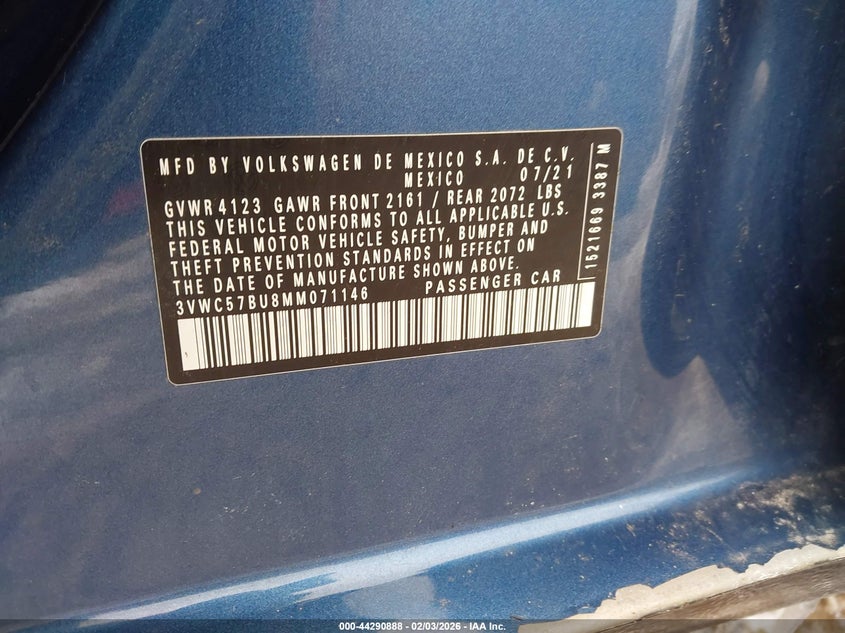 MFD BY VOLKSWAGEN DE MEXICO S.A. DE C.V.
MEXICO 07/21
GVWR 4123 GAWR FRONT 2161 / REAR 2072 LBS
THIS VEHICLE CONFORMS TO ALL APPLICABLE U.S.
FEDERAL MOTOR VEHICLE SAFETY, BUMPER AND
THEFT PREVENTION STANDARDS IN EFFECT ON
THE DATE OF MANUFACTURE SHOWN ABOVE.
3VWC57BU8MM071146 PASSENGER CAR
1521669 3387 M
000-44290888 - 02/03/2026 - IAA Inc.